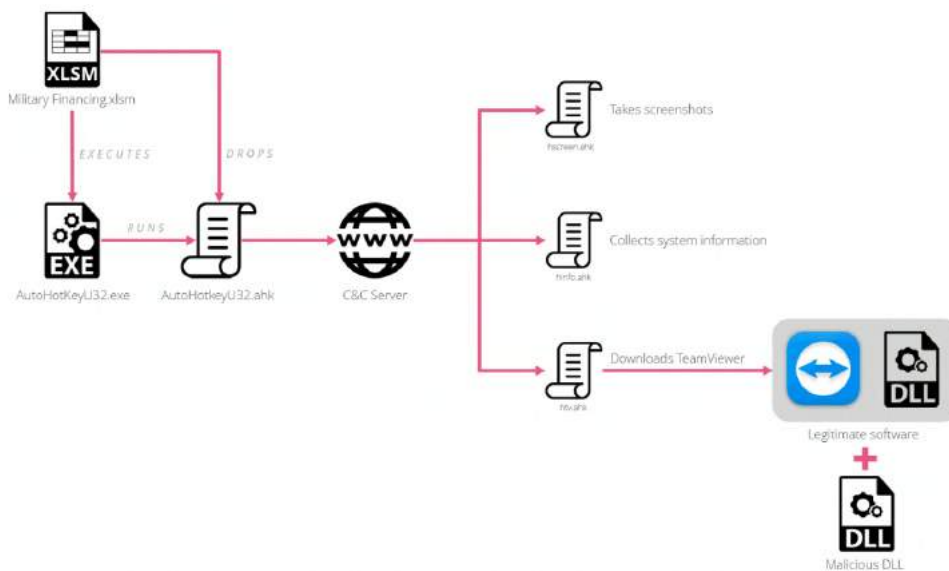 XLSM
Military Financing.xlsm
EXECUTES
DROPS
EXE
AutoHotKeyU32.exe
RUNS
AutoHotkeyU32.ahk
WWW
C&C Server
hscreen.ahk
Takes screenshots
hinfo.ahk
Collects system information
htv.ahk
Downloads TeamViewer
DLL
Legitimate software
+
DLL
Malicious DLL